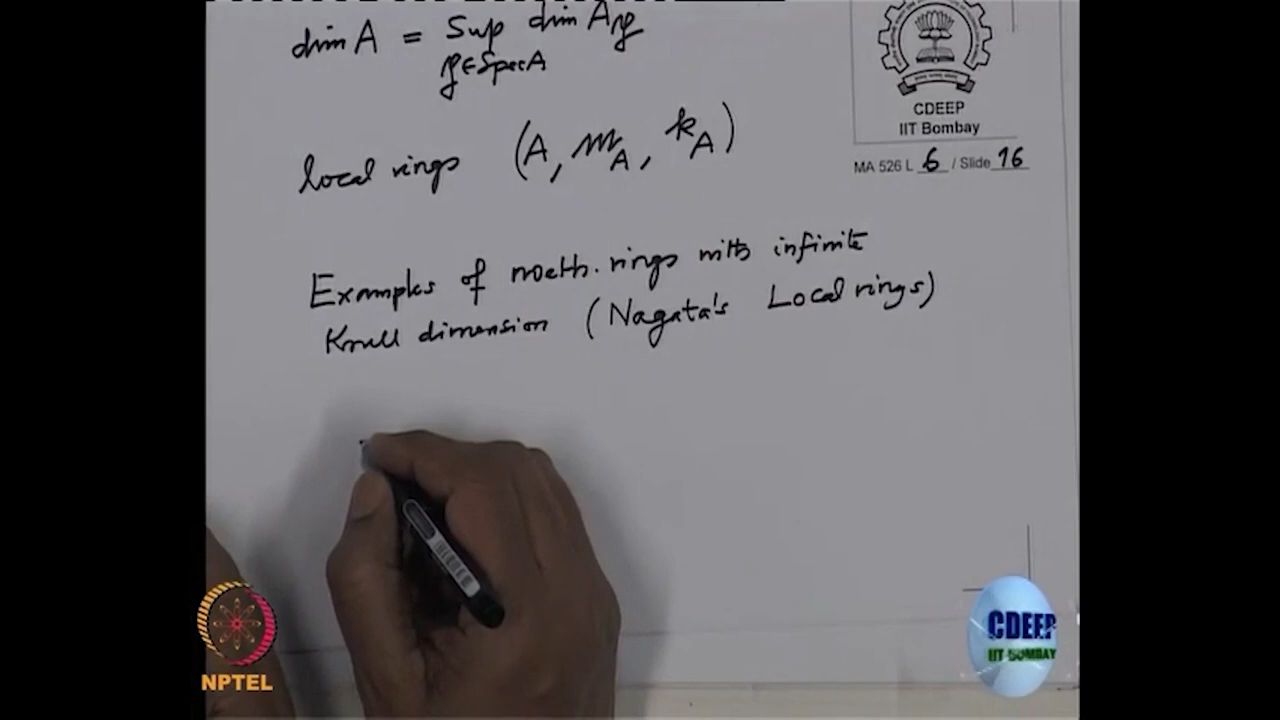 dim A = Sup dim A𝔭
𝔭∈Spec A
CDEEP
IIT Bombay
MA 526 L 6 / Slide 16
local rings (A, 𝔪_A, k_A)
Examples of noeth. rings with infinite
Krull dimension (Nagata's Local rings)
CDEEP
IIT BOMBAY
NPTEL